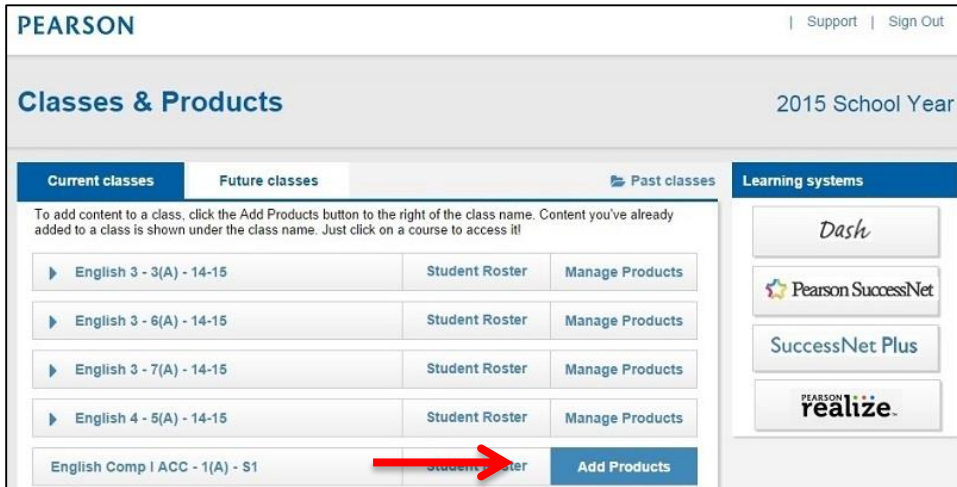 PEARSON
| Support | Sign Out
Classes & Products
2015 School Year
Current classes
Future classes
Past classes
Learning systems
To add content to a class, click the Add Products button to the right of the class name. Content you've already
added to a class is shown under the class name. Just click on a course to access it!
Dash
English 3 - 3(A) - 14-15 Student Roster Manage Products
Pearson SuccessNet
English 3 - 6(A) - 14-15 Student Roster Manage Products
SuccessNet Plus
English 3 - 7(A) - 14-15 Student Roster Manage Products
PEARSON
realize
English 4 - 5(A) - 14-15 Student Roster Manage Products
English Comp I ACC - 1(A) - S1 Student Add Products